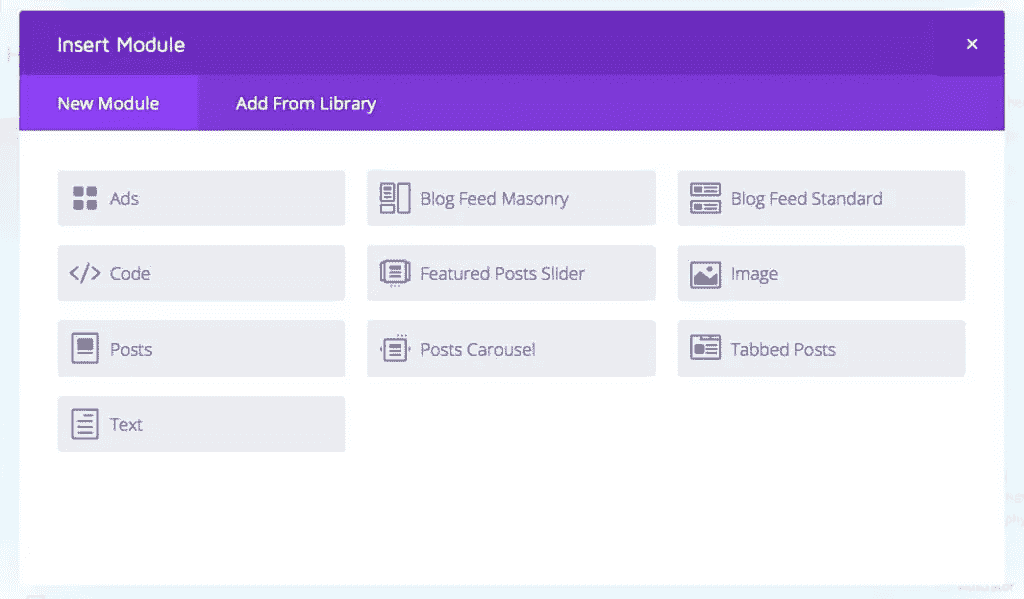 Insert Module
New Module
Add From Library
Ads
Blog Feed Masonry
Blog Feed Standard
Code
Featured Posts Slider
Image
Posts
Posts Carousel
Tabbed Posts
Text